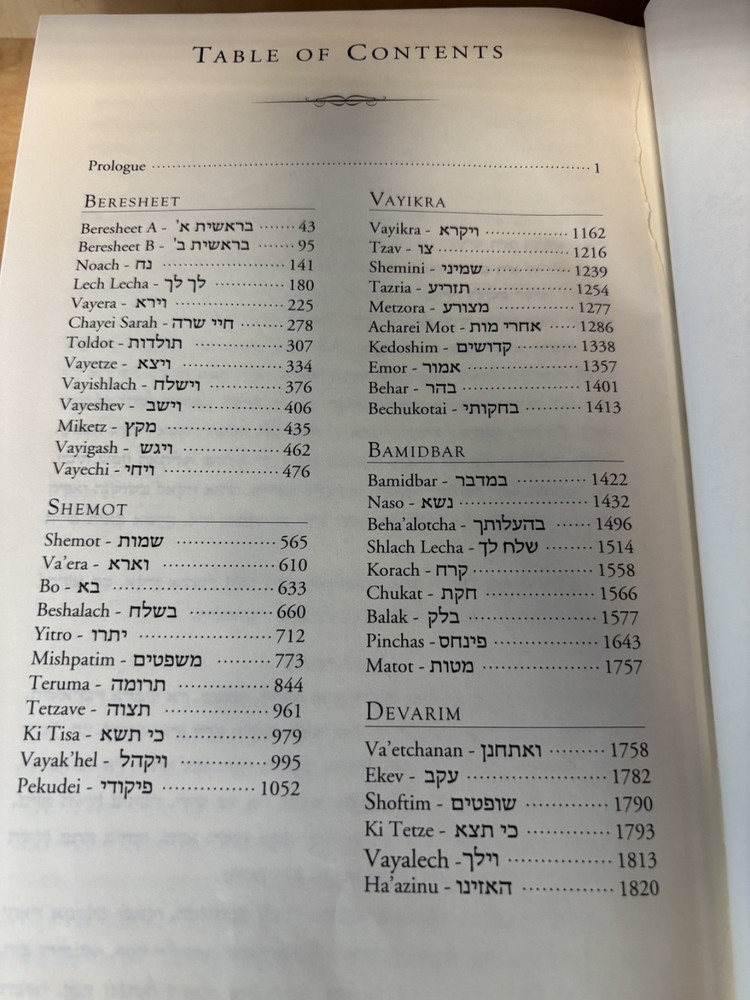 TABLE OF CONTENTS
Prologue 1
BERESHEET
Beresheet A - בראשית א' 43
Beresheet B - בראשית ב' 95
Noach - נח 141
Lech Lecha - לך לך 180
Vayera - וירא 225
Chayei Sarah - חיי שרה 278
Toldot - תולדות 307
Vayetze - ויצא 334
Vayishlach - וישלח 376
Vayeshev - וישב 406
Miketz - מקץ 435
Vayigash - ויגש 462
Vayechi - ויחי 476
SHEMOT
Shemot - שמות 565
Va'era - וארא 610
Bo - בא 633
Beshalach - בשלח 660
Yitro - יתרו 712
Mishpatim - משפטים 773
Teruma - תרומה 844
Tetzave - תצוה 961
Ki Tisa - כי תשא 979
Vayak'hel - ויקהל 995
Pekudei - פיקודי 1052
VAYIKRA
Vayikra - ויקרא 1162
Tzav - צו 1216
Shemini - שמיני 1239
Tazria - תזריע 1254
Metzora - מצורע 1277
Acharei Mot - אחרי מות 1286
Kedoshim - קדושים 1338
Emor - אמור 1357
Behar - בהר 1401
Bechukotai - בחקותי 1413
BAMIDBAR
Bamidbar - במדבר 1422
Naso - נשא 1432
Beha'alotcha - בהעלותך 1496
Shlach Lecha - שלח לך 1514
Korach - קרח 1558
Chukat - חקת 1566
Balak - בלק 1577
Pinchas - פינחס 1643
Matot - מטות 1757
DEVARIM
Va'etchanan - ואתחנן 1758
Ekev - עקב 1782
Shoftim - שופטים 1790
Ki Tetze - כי תצא 1793
Vayalech - וילך 1813
Ha'azinu - האזינו 1820